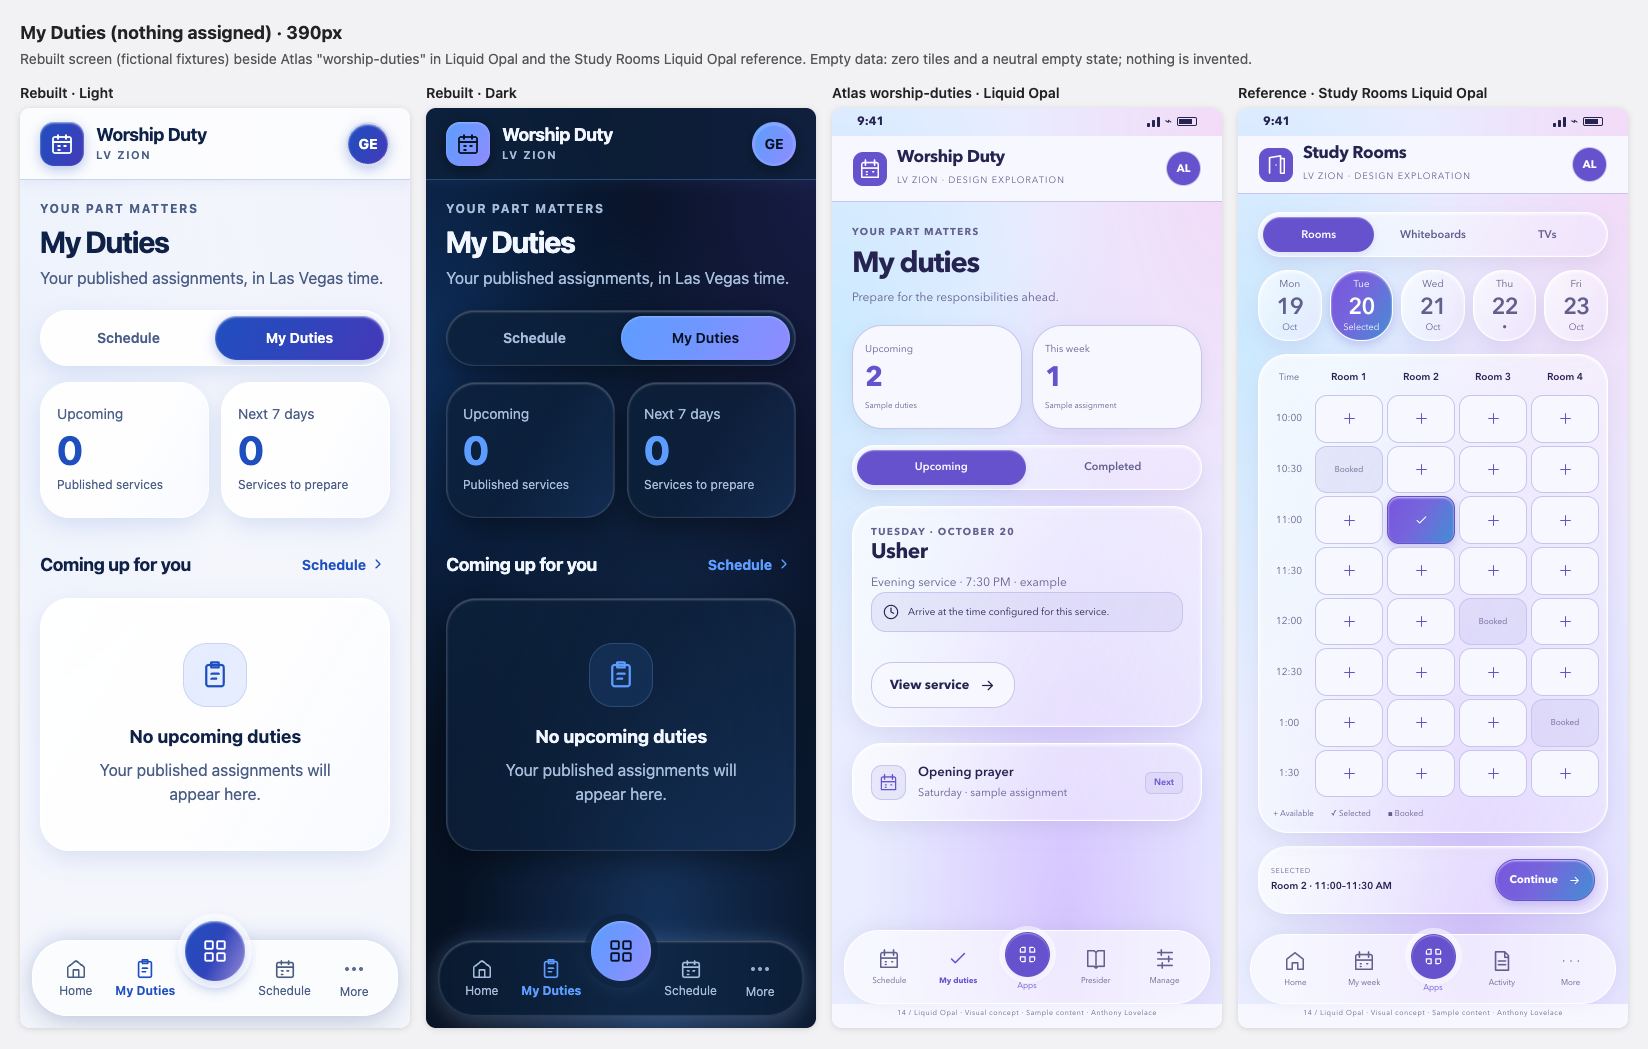 My Duties (nothing assigned) · 390px
Rebuilt screen (fictional fixtures) beside Atlas "worship-duties" in Liquid Opal and the Study Rooms Liquid Opal reference. Empty data: zero tiles and a neutral empty state; nothing is invented.
Rebuilt · Light
Worship Duty
LV ZION
GE
YOUR PART MATTERS
My Duties
Your published assignments, in Las Vegas time.
Schedule
My Duties
Upcoming
0
Published services
Next 7 days
0
Services to prepare
Coming up for you
Schedule
No upcoming duties
Your published assignments will
appear here.
Home
My Duties
Schedule
More
Rebuilt · Dark
Worship Duty
LV ZION
GE
YOUR PART MATTERS
My Duties
Your published assignments, in Las Vegas time.
Schedule
My Duties
Upcoming
0
Published services
Next 7 days
0
Services to prepare
Coming up for you
Schedule
No upcoming duties
Your published assignments will
appear here.
Home
My Duties
Schedule
More
Atlas worship-duties · Liquid Opal
9:41
Worship Duty
LV ZION · DESIGN EXPLORATION
AL
YOUR PART MATTERS
My duties
Prepare for the responsibilities ahead.
Upcoming
2
Sample duties
This week
1
Sample assignment
Upcoming
Completed
TUESDAY · OCTOBER 20
Usher
Evening service · 7:30 PM · example
Arrive at the time configured for this service.
View service →
Opening prayer
Saturday · sample assignment
Next
Schedule
My duties
Apps
Presider
Manage
14 / Liquid Opal · Visual concept · Sample content · Anthony Lovelace
Reference · Study Rooms Liquid Opal
9:41
Study Rooms
LV ZION · DESIGN EXPLORATION
AL
Rooms
Whiteboards
TVs
Mon
19
Oct
Tue
20
Selected
Wed
21
Oct
Thu
22
•
Fri
23
Oct
Time Room 1 Room 2 Room 3 Room 4
10:00 + + + +
10:30 Booked + + +
11:00 + ✓ + +
11:30 + + + +
12:00 + + Booked +
12:30 + + + +
1:00 + + + Booked
1:30 + + + +
+ Available ✓ Selected ■ Booked
SELECTED
Room 2 · 11:00–11:30 AM
Continue →
Home
My week
Apps
Activity
More
14 / Liquid Opal · Visual concept · Sample content · Anthony Lovelace